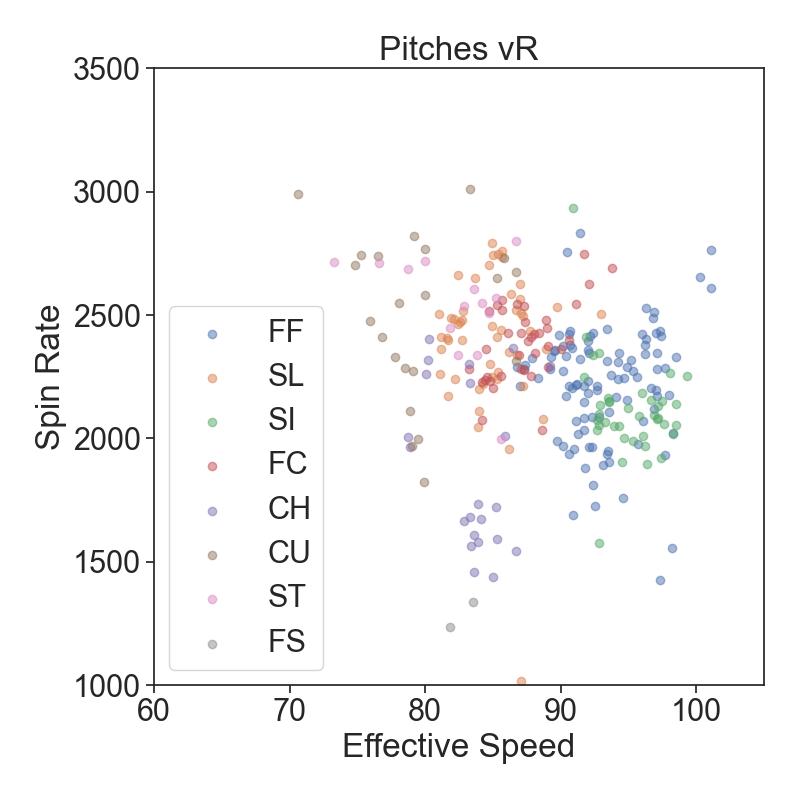 Pitches vR
3500
3000
2500
2000
1500
1000
Spin Rate
FF
SL
SI
FC
CH
CU
ST
FS
60 70 80 90 100
Effective Speed